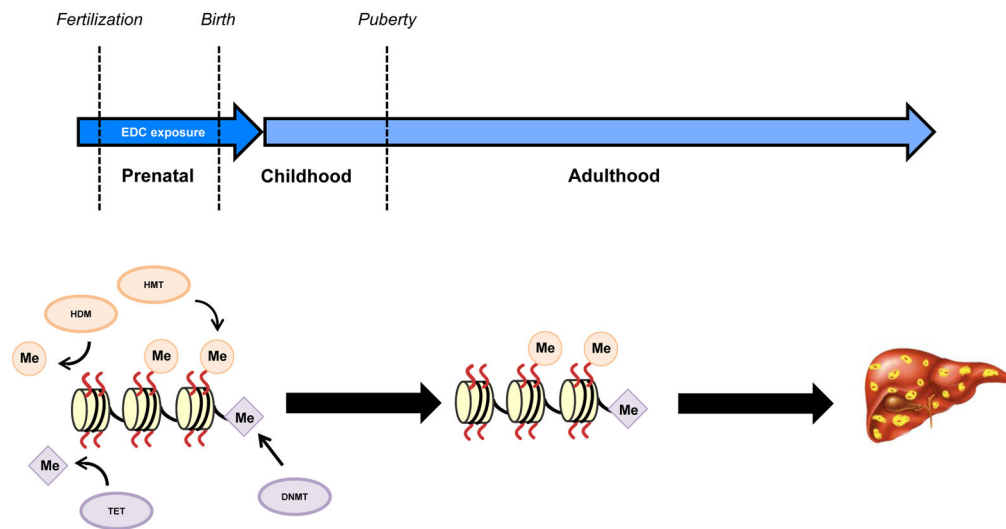 Fertilization Birth Puberty
EDC exposure
Prenatal Childhood Adulthood
HMT
HDM
Me Me Me Me Me
Me Me
Me
TET DNMT